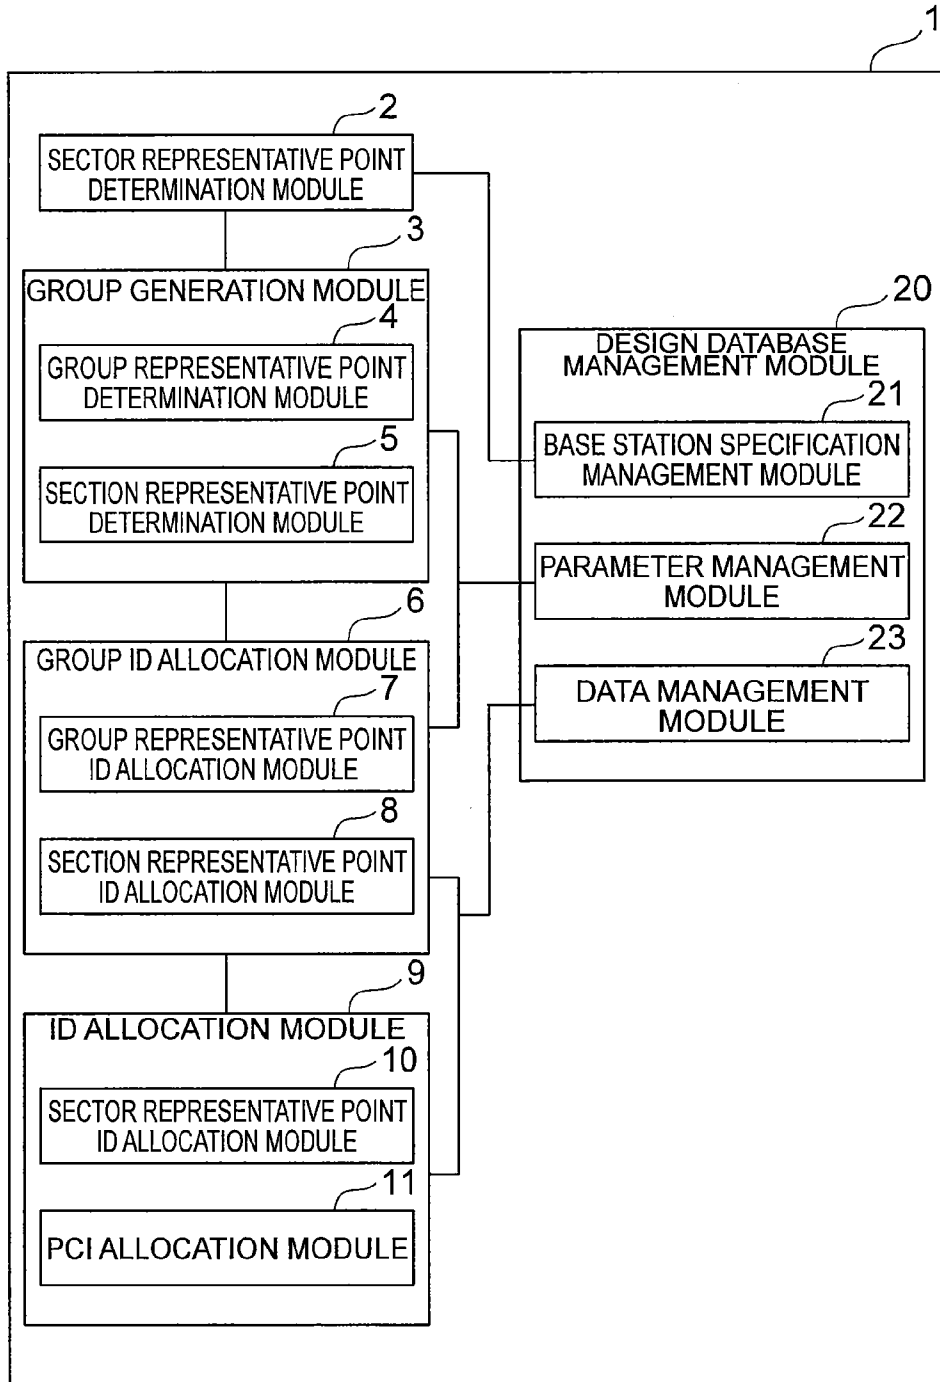 1
2
SECTOR REPRESENTATIVE POINT
DETERMINATION MODULE
3
GROUP GENERATION MODULE
4
GROUP REPRESENTATIVE POINT
DETERMINATION MODULE
5
SECTION REPRESENTATIVE POINT
DETERMINATION MODULE
6
GROUP ID ALLOCATION MODULE
7
GROUP REPRESENTATIVE POINT
ID ALLOCATION MODULE
8
SECTION REPRESENTATIVE POINT
ID ALLOCATION MODULE
9
ID ALLOCATION MODULE
10
SECTOR REPRESENTATIVE POINT
ID ALLOCATION MODULE
11
PCI ALLOCATION MODULE
20
DESIGN DATABASE
MANAGEMENT MODULE
21
BASE STATION SPECIFICATION
MANAGEMENT MODULE
22
PARAMETER MANAGEMENT
MODULE
23
DATA MANAGEMENT
MODULE